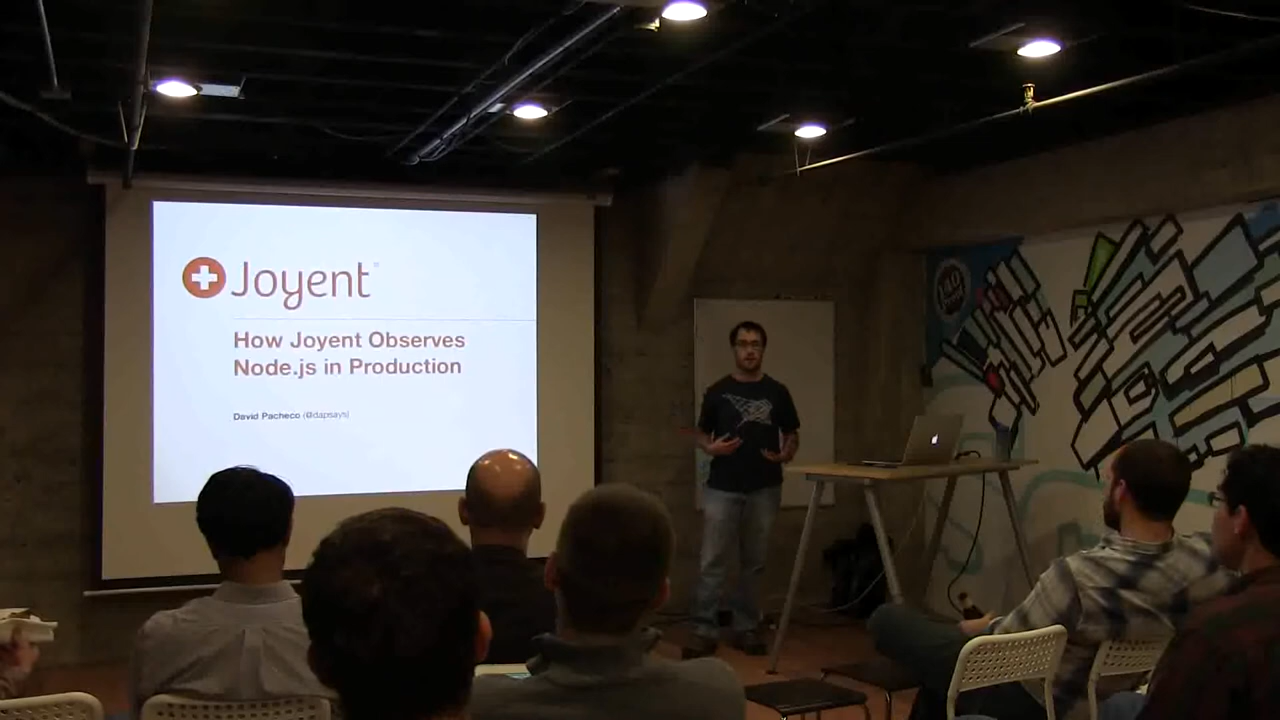 Joyent
How Joyent Observes
Node.js in Production
David Pacheco (@dapsays)